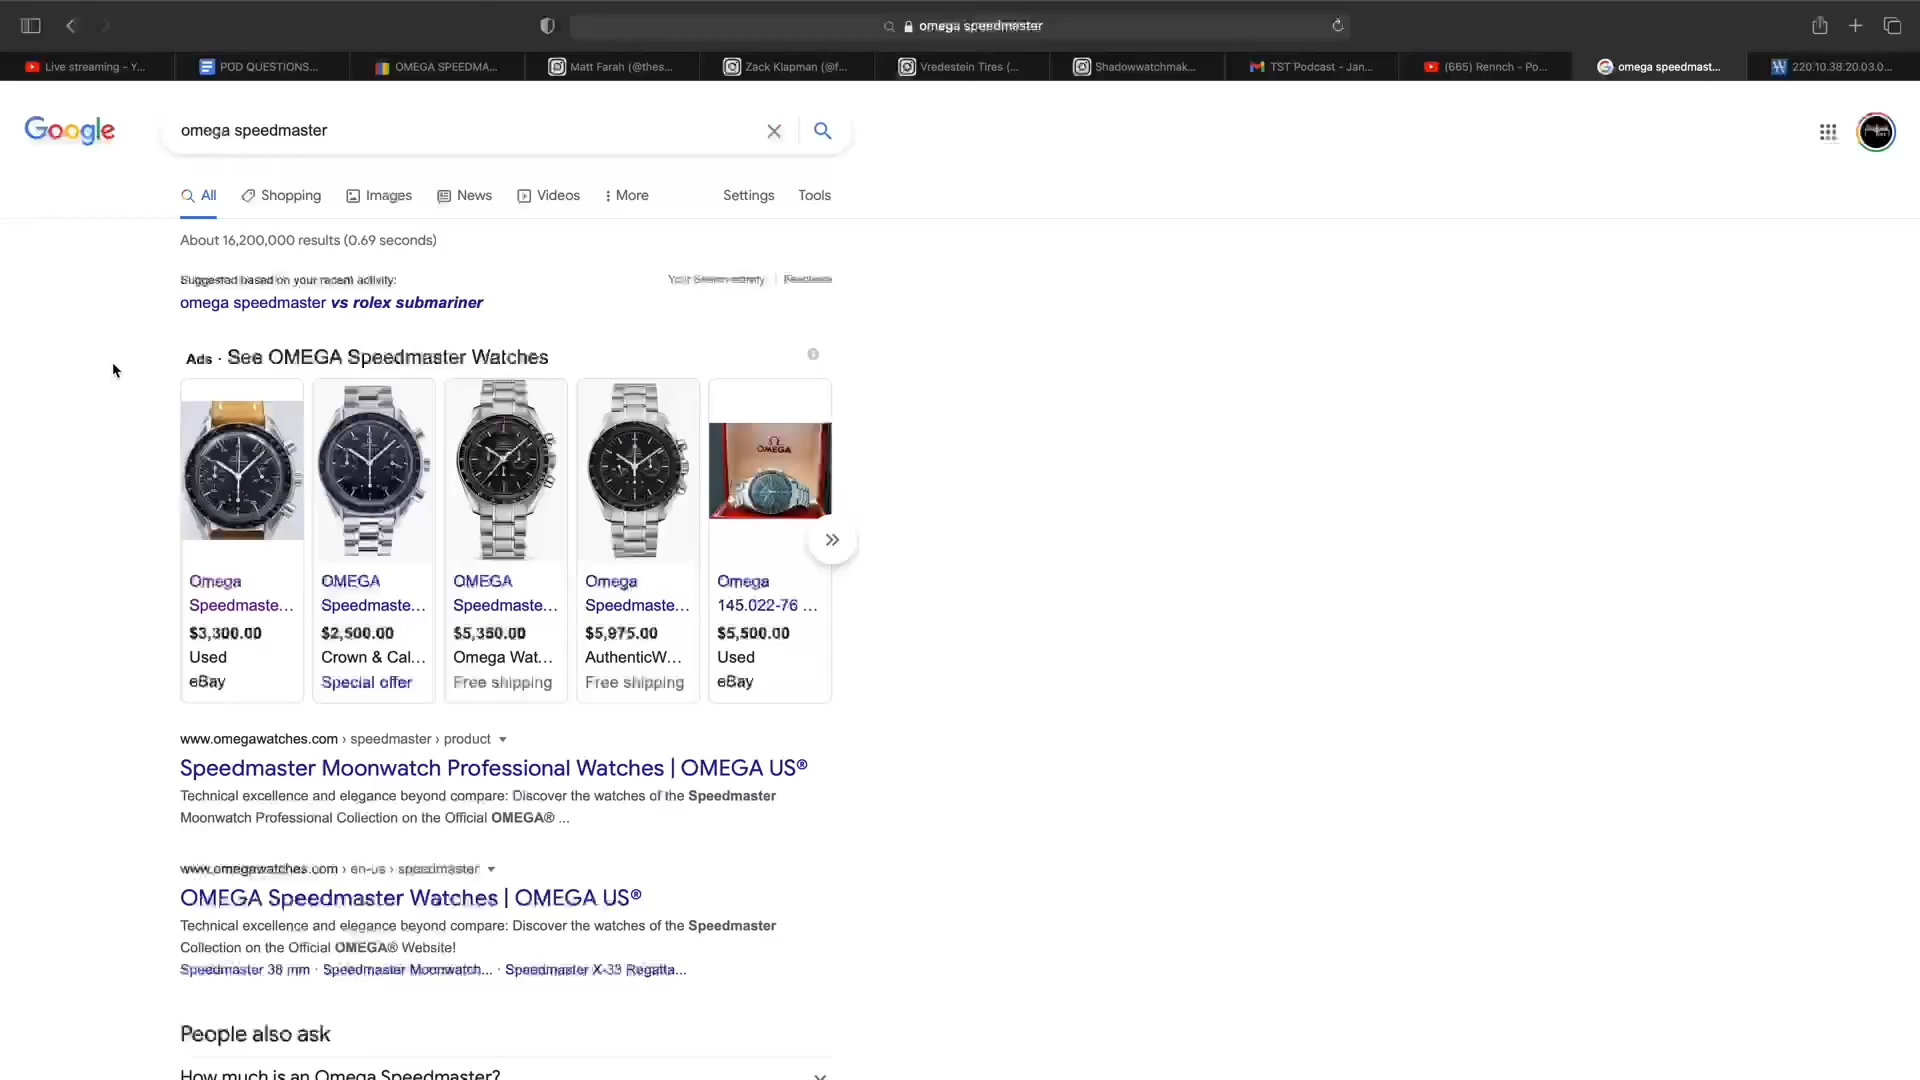 omega speedmaster
Live streaming - Y...
POD QUESTIONS...
OMEGA SPEEDMA...
Matt Farah (@thes...
Zack Klapman (@f...
Vredestein Tires (...
Shadowwatchmak...
TST Podcast - Jan...
(665) Rennch - Po...
omega speedmast...
220.10.38.20.03.0...
Google
omega speedmaster
All
Shopping
Images
News
Videos
More
Settings
Tools
About 16,200,000 results (0.69 seconds)
Suggested based on your recent activity:
omega speedmaster vs rolex submariner
Ads · See OMEGA Speedmaster Watches
OMEGA
Omega
Speedmaste...
$3,300.00
Used
eBay
OMEGA
Speedmaste...
$2,500.00
Crown & Cal...
Special offer
OMEGA
Speedmaste...
$5,350.00
Omega Wat...
Free shipping
Omega
Speedmaste...
$5,975.00
AuthenticW...
Free shipping
Omega
145.022-76 ...
$5,500.00
Used
eBay
www.omegawatches.com › speedmaster › product
Speedmaster Moonwatch Professional Watches | OMEGA US®
Technical excellence and elegance beyond compare: Discover the watches of the Speedmaster
Moonwatch Professional Collection on the Official OMEGA® ...
www.omegawatches.com › en-us › speedmaster
OMEGA Speedmaster Watches | OMEGA US®
Technical excellence and elegance beyond compare: Discover the watches of the Speedmaster
Collection on the Official OMEGA® Website!
Speedmaster 38 mm · Speedmaster Moonwatch... · Speedmaster X-33 Regatta...
People also ask
How much is an Omega Speedmaster?